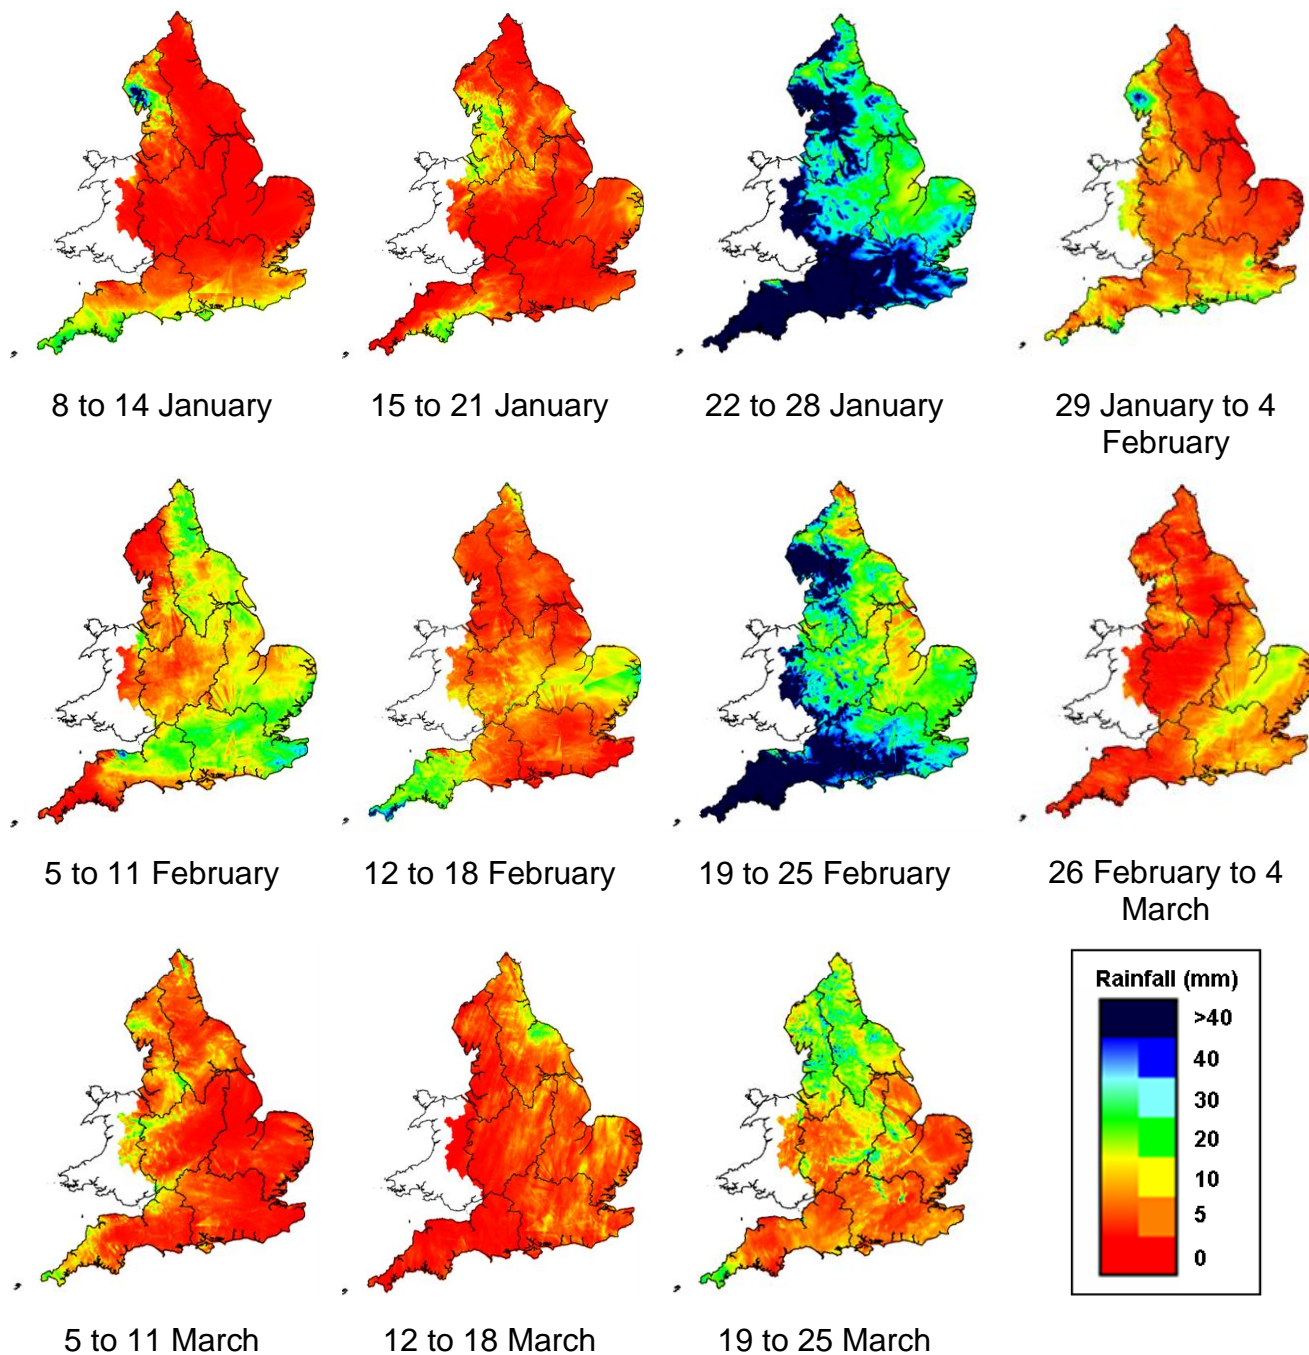 8 to 14 January
15 to 21 January
22 to 28 January
29 January to 4
February
5 to 11 February
12 to 18 February
19 to 25 February
26 February to 4
March
Rainfall (mm)
>40
40
30
20
10
5
0
5 to 11 March
12 to 18 March
19 to 25 March